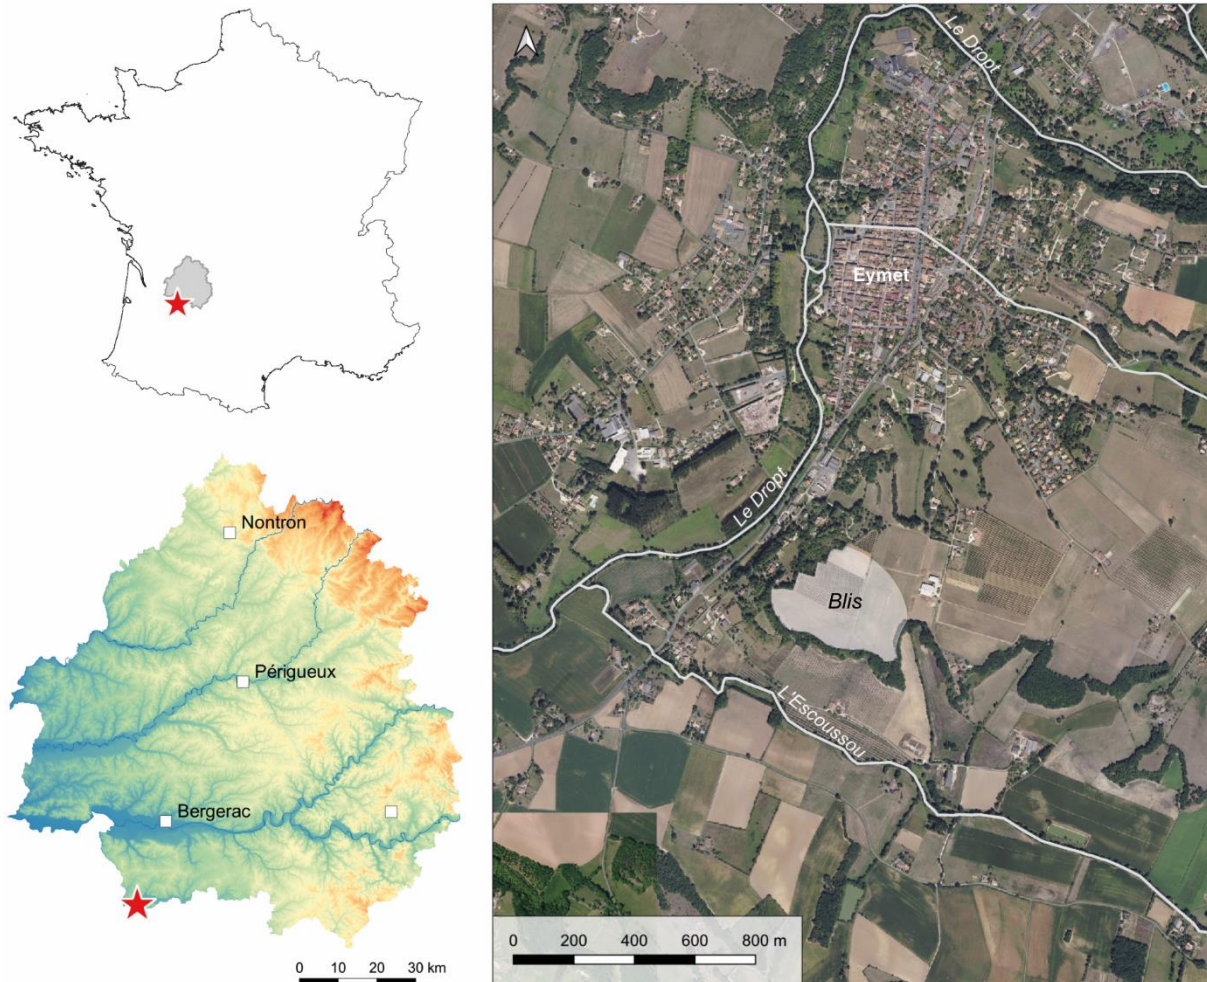 Nontron
Périgueux
Bergerac
0 10 20 30 km
Le Dropt
Eymet
Le Dropt
Blis
L'Escoussou
0 200 400 600 800 m